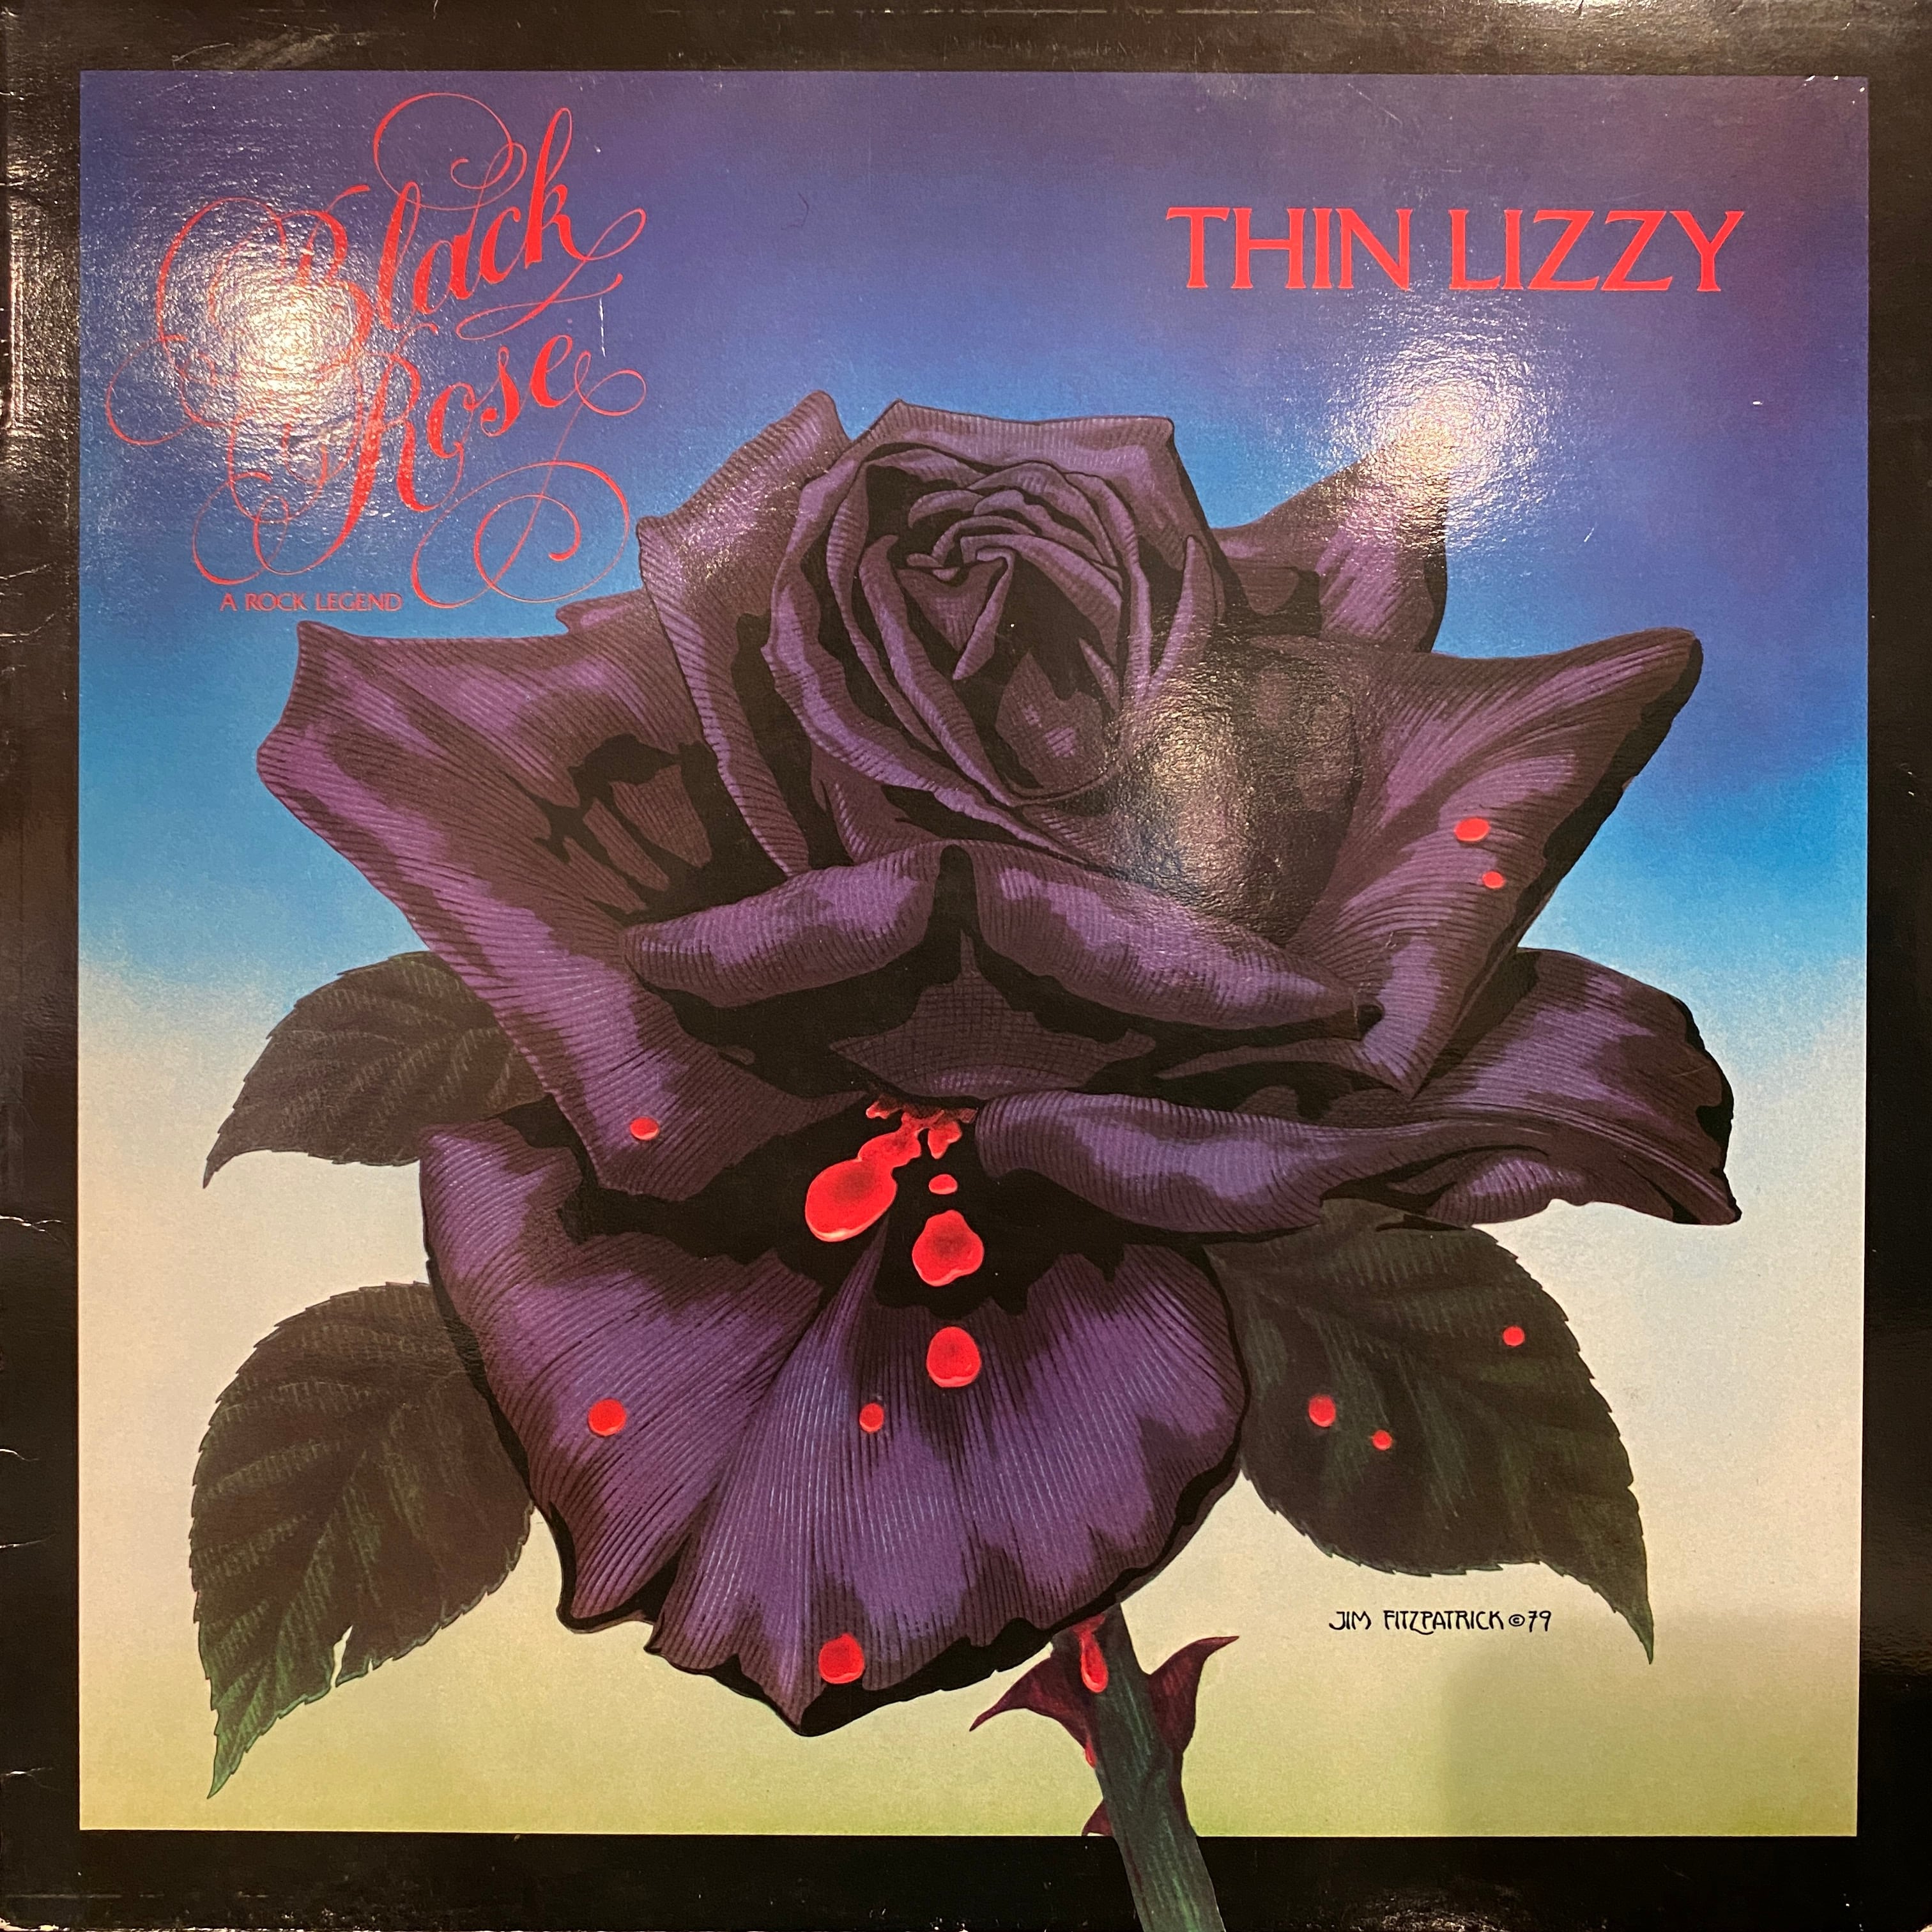 Black
Rose
A ROCK LEGEND
THIN LIZZY
JIM FITZPATRICK © 79